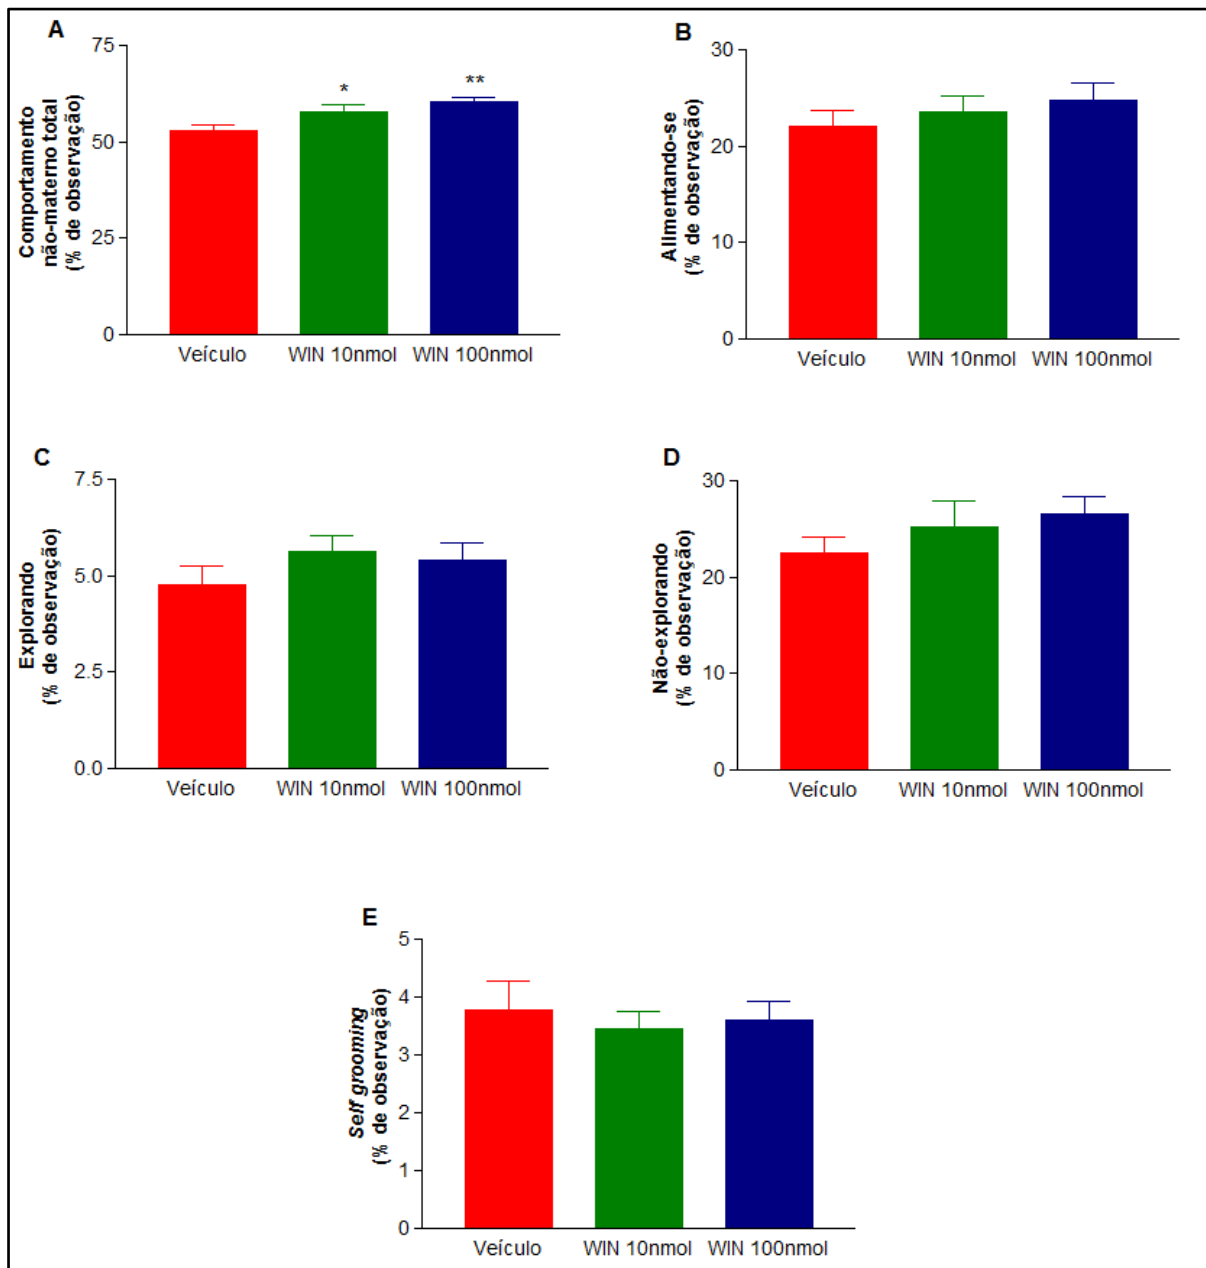 A
Comportamento
não-materno total
(% de observação)
75
50
25
0
*
**
Veículo WIN 10nmol WIN 100nmol
B
Alimentando-se
(% de observação)
30
20
10
0
Veículo WIN 10nmol WIN 100nmol
C
Explorando
(% de observação)
7.5
5.0
2.5
0.0
Veículo WIN 10nmol WIN 100nmol
D
Não-explorando
(% de observação)
30
20
10
0
Veículo WIN 10nmol WIN 100nmol
E
Self grooming
(% de observação)
5
4
3
2
1
0
Veículo WIN 10nmol WIN 100nmol